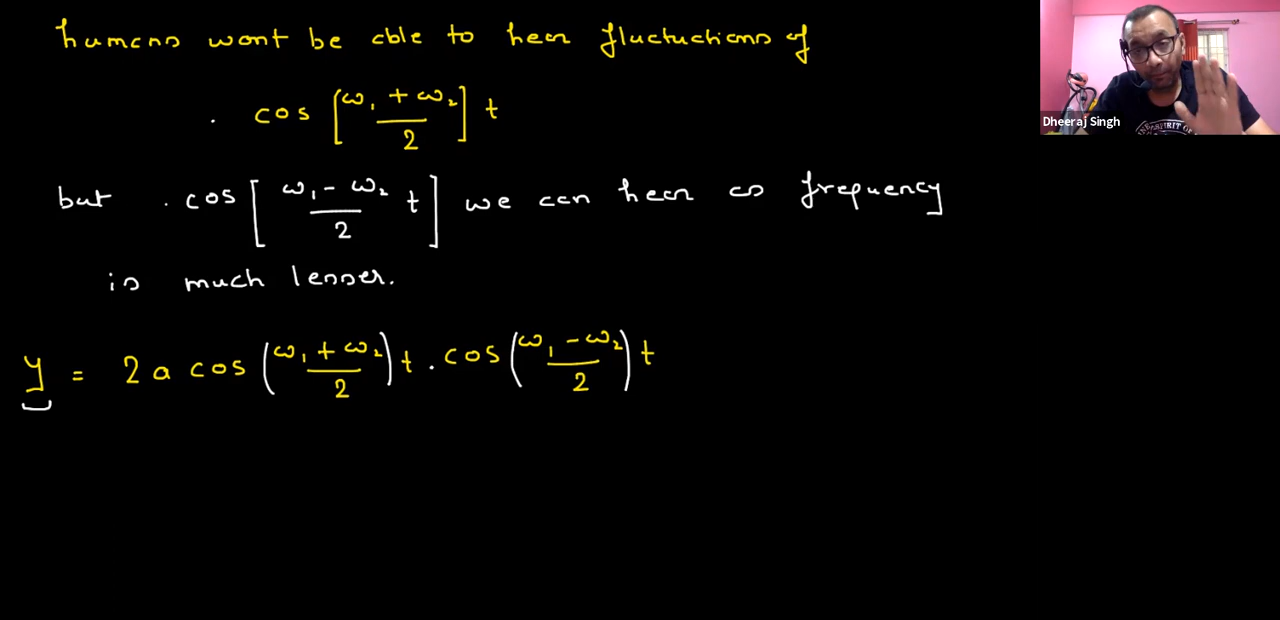 humans wont be able to hear fluctuations of
. cos [ω₁ + ω₂ / 2] t
but . cos [ω₁ - ω₂ / 2 t] we can hear as frequency
is much lesser.
y = 2 a cos (ω₁ + ω₂ / 2) t . cos (ω₁ - ω₂ / 2) t
Dheeraj Singh